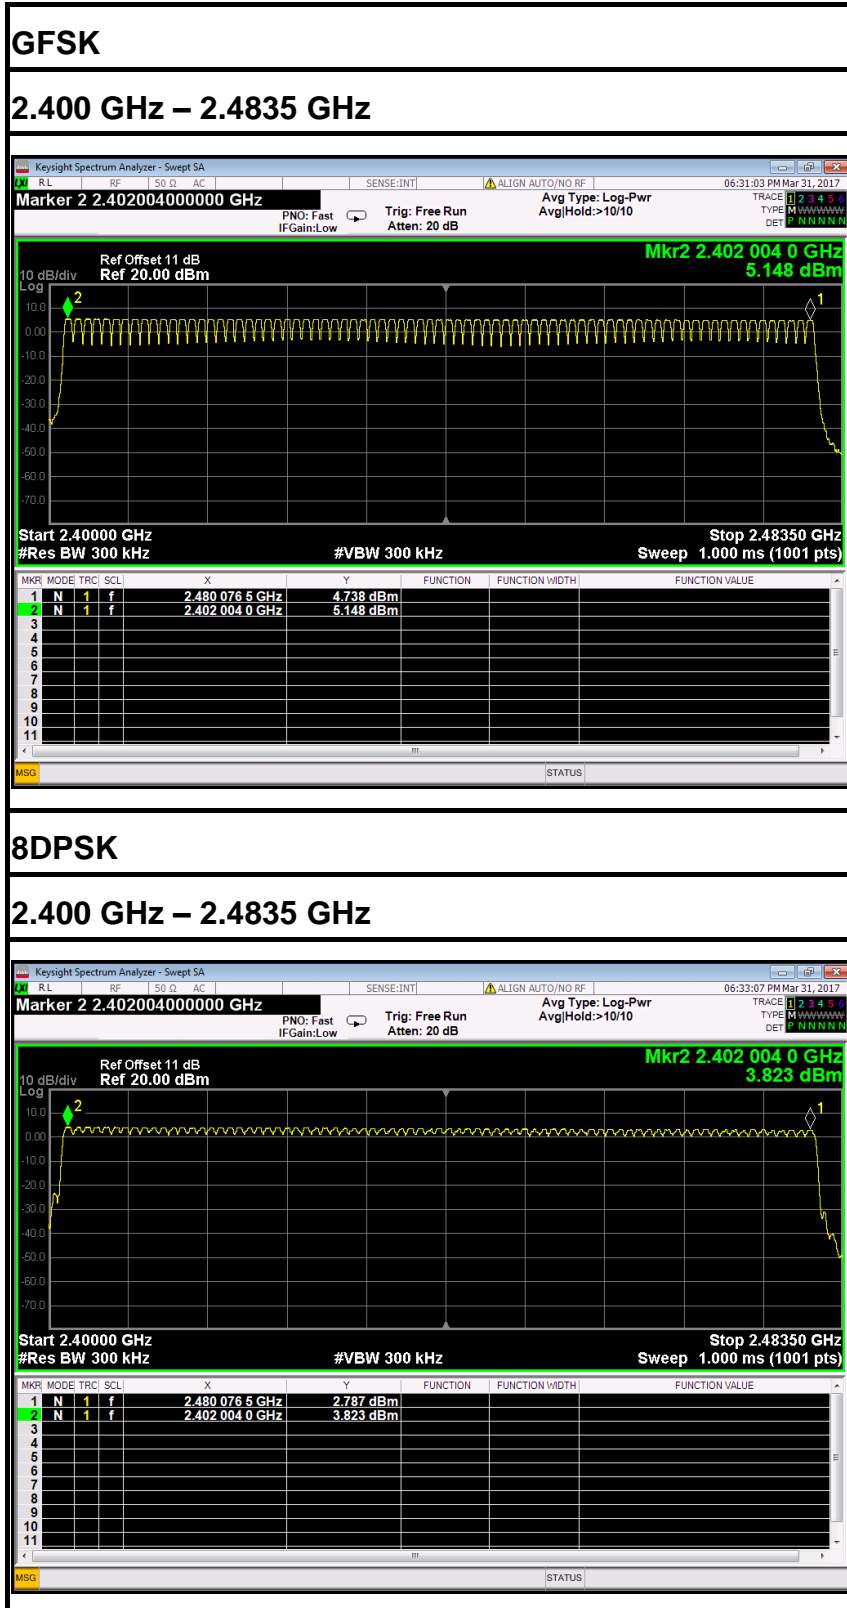 GFSK
2.400 GHz – 2.4835 GHz
Keysight Spectrum Analyzer - Swept SA
LXI RL RF 50 Ω AC SENSE:INT ALIGN AUTO/NO RF 06:31:03 PM Mar 31, 2017
Marker 2 2.402004000000 GHz Avg Type: Log-Pwr TRACE 1 2 3 4 5 6
PNO: Fast Trig: Free Run Avg|Hold:>10/10 TYPE M WWWWW
IFGain:Low Atten: 20 dB DET P N N N N N
Mkr2 2.402 004 0 GHz
Ref Offset 11 dB
10 dB/div Ref 20.00 dBm 5.148 dBm
Log
2 1
10.0
0.00
-10.0
-20.0
-30.0
-40.0
-50.0
-60.0
-70.0
Start 2.40000 GHz Stop 2.48350 GHz
#Res BW 300 kHz #VBW 300 kHz Sweep 1.000 ms (1001 pts)
MKR MODE TRC SCL X Y FUNCTION FUNCTION WIDTH FUNCTION VALUE
1 N 1 f 2.480 076 5 GHz 4.738 dBm
2 N 1 f 2.402 004 0 GHz 5.148 dBm
3
4
5
6
7
8
9
10
11
MSG STATUS
8DPSK
2.400 GHz – 2.4835 GHz
Keysight Spectrum Analyzer - Swept SA
LXI RL RF 50 Ω AC SENSE:INT ALIGN AUTO/NO RF 06:33:07 PM Mar 31, 2017
Marker 2 2.402004000000 GHz Avg Type: Log-Pwr TRACE 1 2 3 4 5 6
PNO: Fast Trig: Free Run Avg|Hold:>10/10 TYPE M WWWWW
IFGain:Low Atten: 20 dB DET P N N N N N
Mkr2 2.402 004 0 GHz
Ref Offset 11 dB
10 dB/div Ref 20.00 dBm 3.823 dBm
Log
2 1
10.0
0.00
-10.0
-20.0
-30.0
-40.0
-50.0
-60.0
-70.0
Start 2.40000 GHz Stop 2.48350 GHz
#Res BW 300 kHz #VBW 300 kHz Sweep 1.000 ms (1001 pts)
MKR MODE TRC SCL X Y FUNCTION FUNCTION WIDTH FUNCTION VALUE
1 N 1 f 2.480 076 5 GHz 2.787 dBm
2 N 1 f 2.402 004 0 GHz 3.823 dBm
3
4
5
6
7
8
9
10
11
MSG STATUS